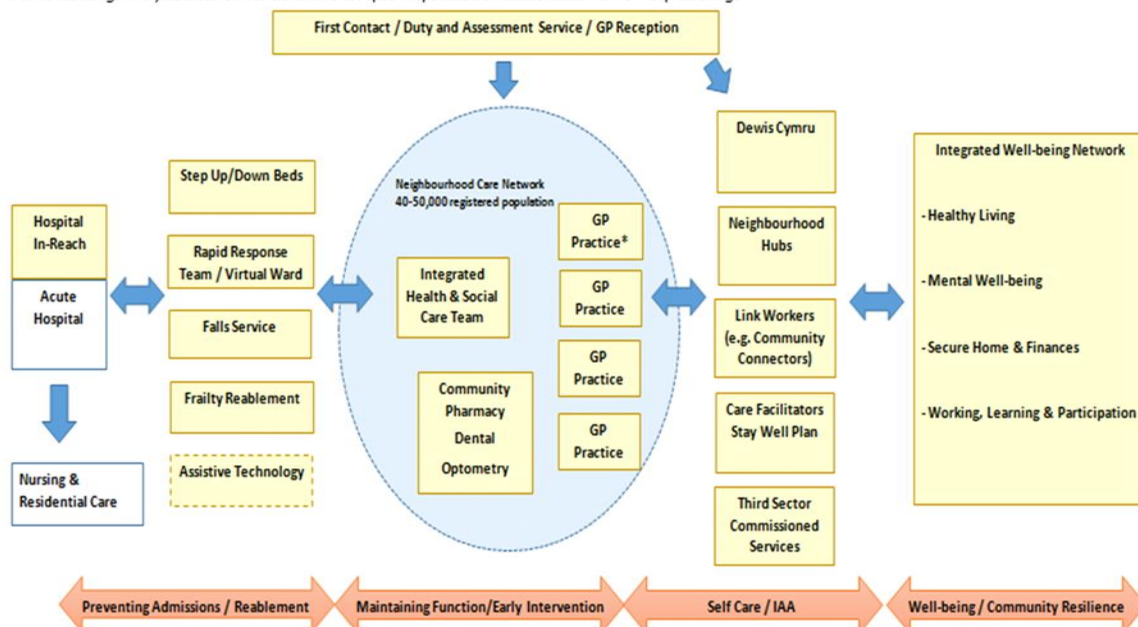 First Contact / Duty and Assessment Service / GP Reception
Hospital
In-Reach
Acute
Hospital
Nursing &
Residential Care
Step Up/Down Beds
Rapid Response
Team / Virtual Ward
Falls Service
Frailty Reablement
Assistive Technology
Neighbourhood Care Network
40-50,000 registered population
Integrated
Health & Social
Care Team
Community
Pharmacy
Dental
Optometry
GP
Practice*
GP
Practice
GP
Practice
GP
Practice
Dewis Cymru
Neighbourhood
Hubs
Link Workers
(e.g. Community
Connectors)
Care Facilitators
Stay Well Plan
Third Sector
Commissioned
Services
Integrated Well-being Network
- Healthy Living
- Mental Well-being
- Secure Home & Finances
- Working, Learning & Participation
Preventing Admissions / Reablement
Maintaining Function/Early Intervention
Self Care / IAA
Well-being / Community Resilience